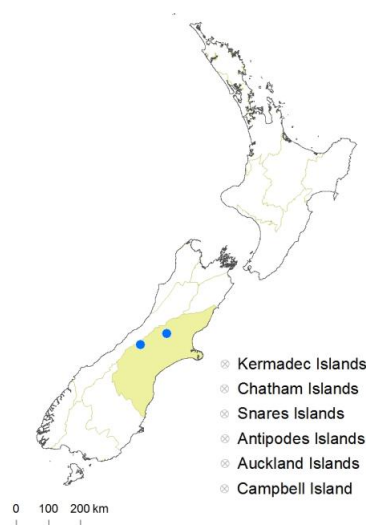 Kermadec Islands
Chatham Islands
Snares Islands
Antipodes Islands
Auckland Islands
Campbell Island
0 100 200 km